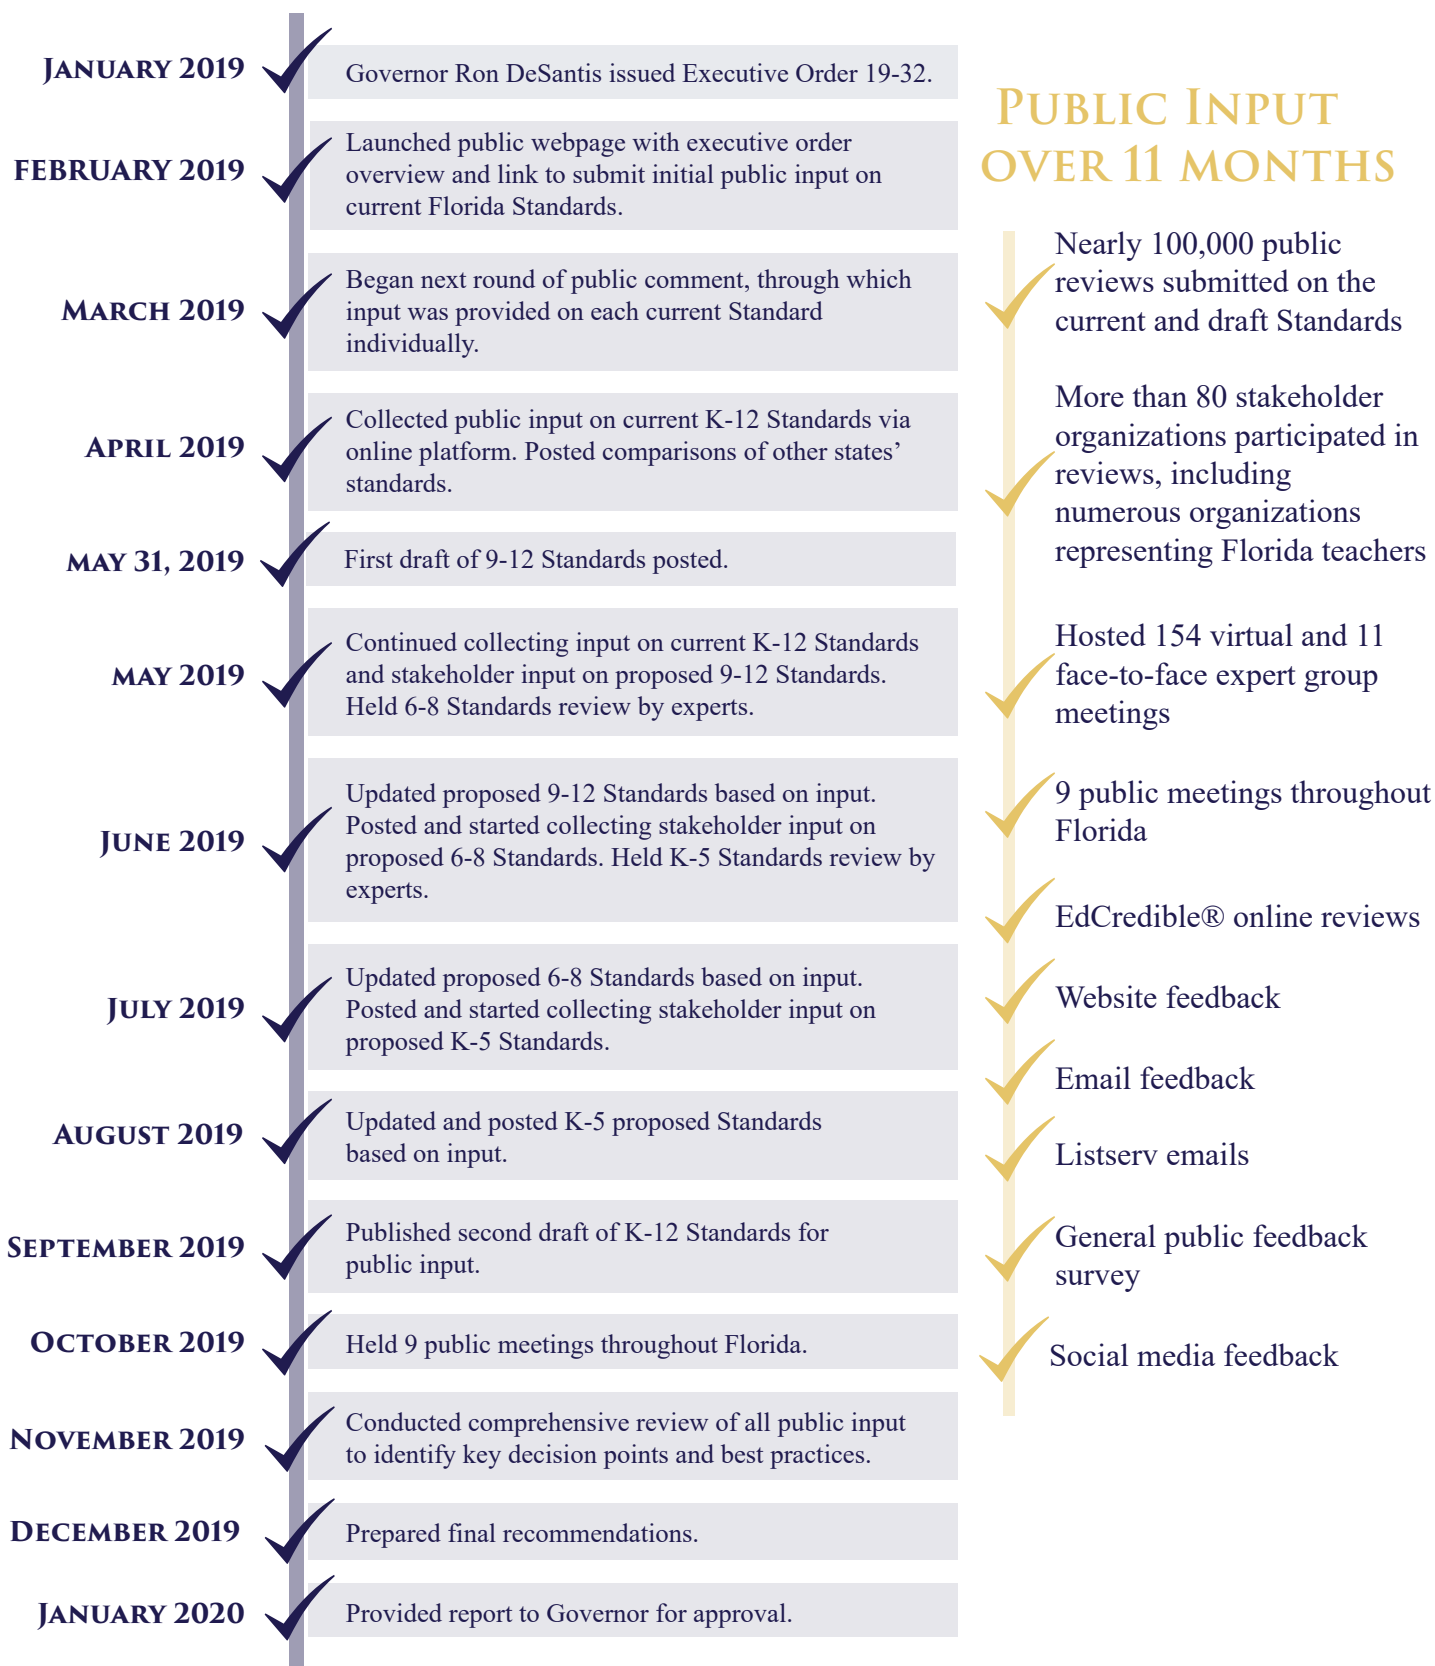 JANUARY 2019
Governor Ron DeSantis issued Executive Order 19-32.
FEBRUARY 2019
Launched public webpage with executive order
overview and link to submit initial public input on
current Florida Standards.
MARCH 2019
Began next round of public comment, through which
input was provided on each current Standard
individually.
APRIL 2019
Collected public input on current K-12 Standards via
online platform. Posted comparisons of other states’
standards.
MAY 31, 2019
First draft of 9-12 Standards posted.
MAY 2019
Continued collecting input on current K-12 Standards
and stakeholder input on proposed 9-12 Standards.
Held 6-8 Standards review by experts.
JUNE 2019
Updated proposed 9-12 Standards based on input.
Posted and started collecting stakeholder input on
proposed 6-8 Standards. Held K-5 Standards review by
experts.
JULY 2019
Updated proposed 6-8 Standards based on input.
Posted and started collecting stakeholder input on
proposed K-5 Standards.
AUGUST 2019
Updated and posted K-5 proposed Standards
based on input.
SEPTEMBER 2019
Published second draft of K-12 Standards for
public input.
OCTOBER 2019
Held 9 public meetings throughout Florida.
NOVEMBER 2019
Conducted comprehensive review of all public input
to identify key decision points and best practices.
DECEMBER 2019
Prepared final recommendations.
JANUARY 2020
Provided report to Governor for approval.
PUBLIC INPUT
OVER 11 MONTHS
Nearly 100,000 public
reviews submitted on the
current and draft Standards
More than 80 stakeholder
organizations participated in
reviews, including
numerous organizations
representing Florida teachers
Hosted 154 virtual and 11
face-to-face expert group
meetings
9 public meetings throughout
Florida
EdCredible® online reviews
Website feedback
Email feedback
Listserv emails
General public feedback
survey
Social media feedback